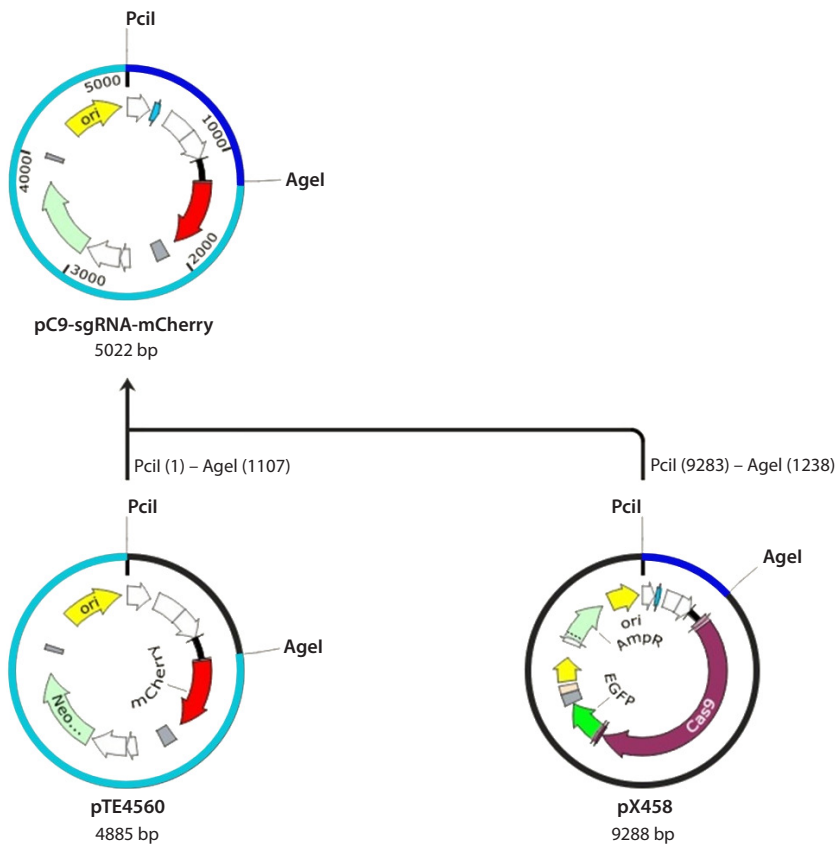 PciI
5000
ori
1000
4000
AgeI
2000
3000
pC9-sgRNA-mCherry
5022 bp
PciI (1) – AgeI (1107)
PciI (9283) – AgeI (1238)
PciI
PciI
AgeI
ori
ori
AmpR
AgeI
mCherry
EGFP
Neo...
Cas9
pTE4560
pX458
4885 bp
9288 bp